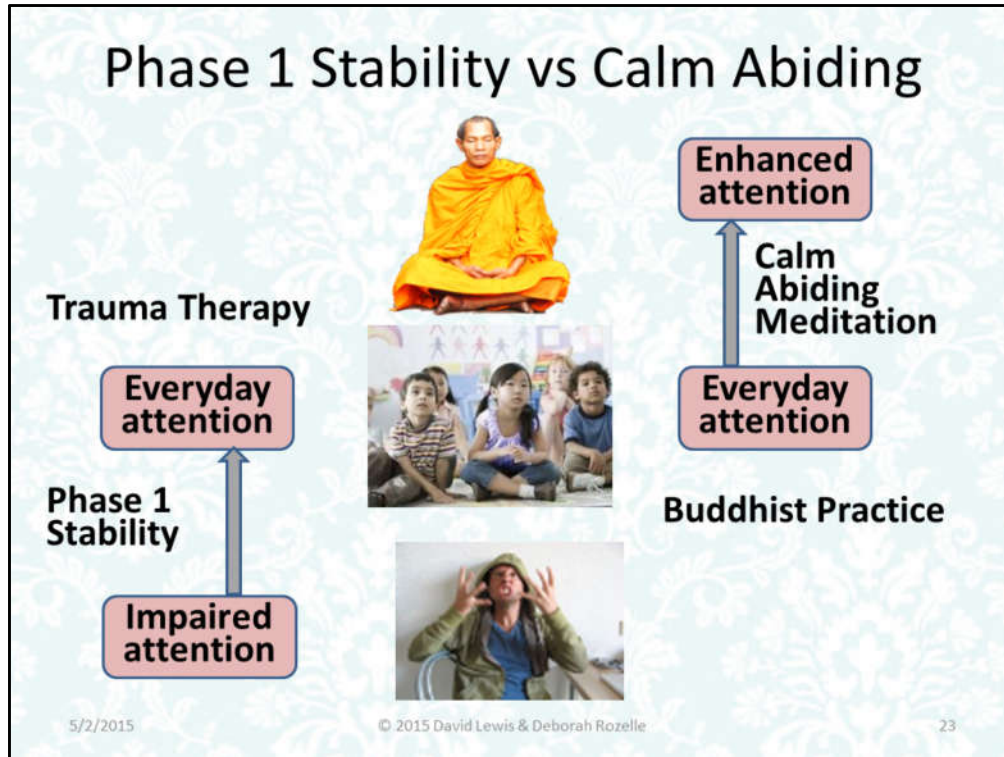 Phase 1 Stability vs Calm Abiding
Trauma Therapy
Everyday
attention
Phase 1
Stability
Impaired
attention
Enhanced
attention
Calm
Abiding
Meditation
Everyday
attention
Buddhist Practice
5/2/2015
© 2015 David Lewis & Deborah Rozelle
23